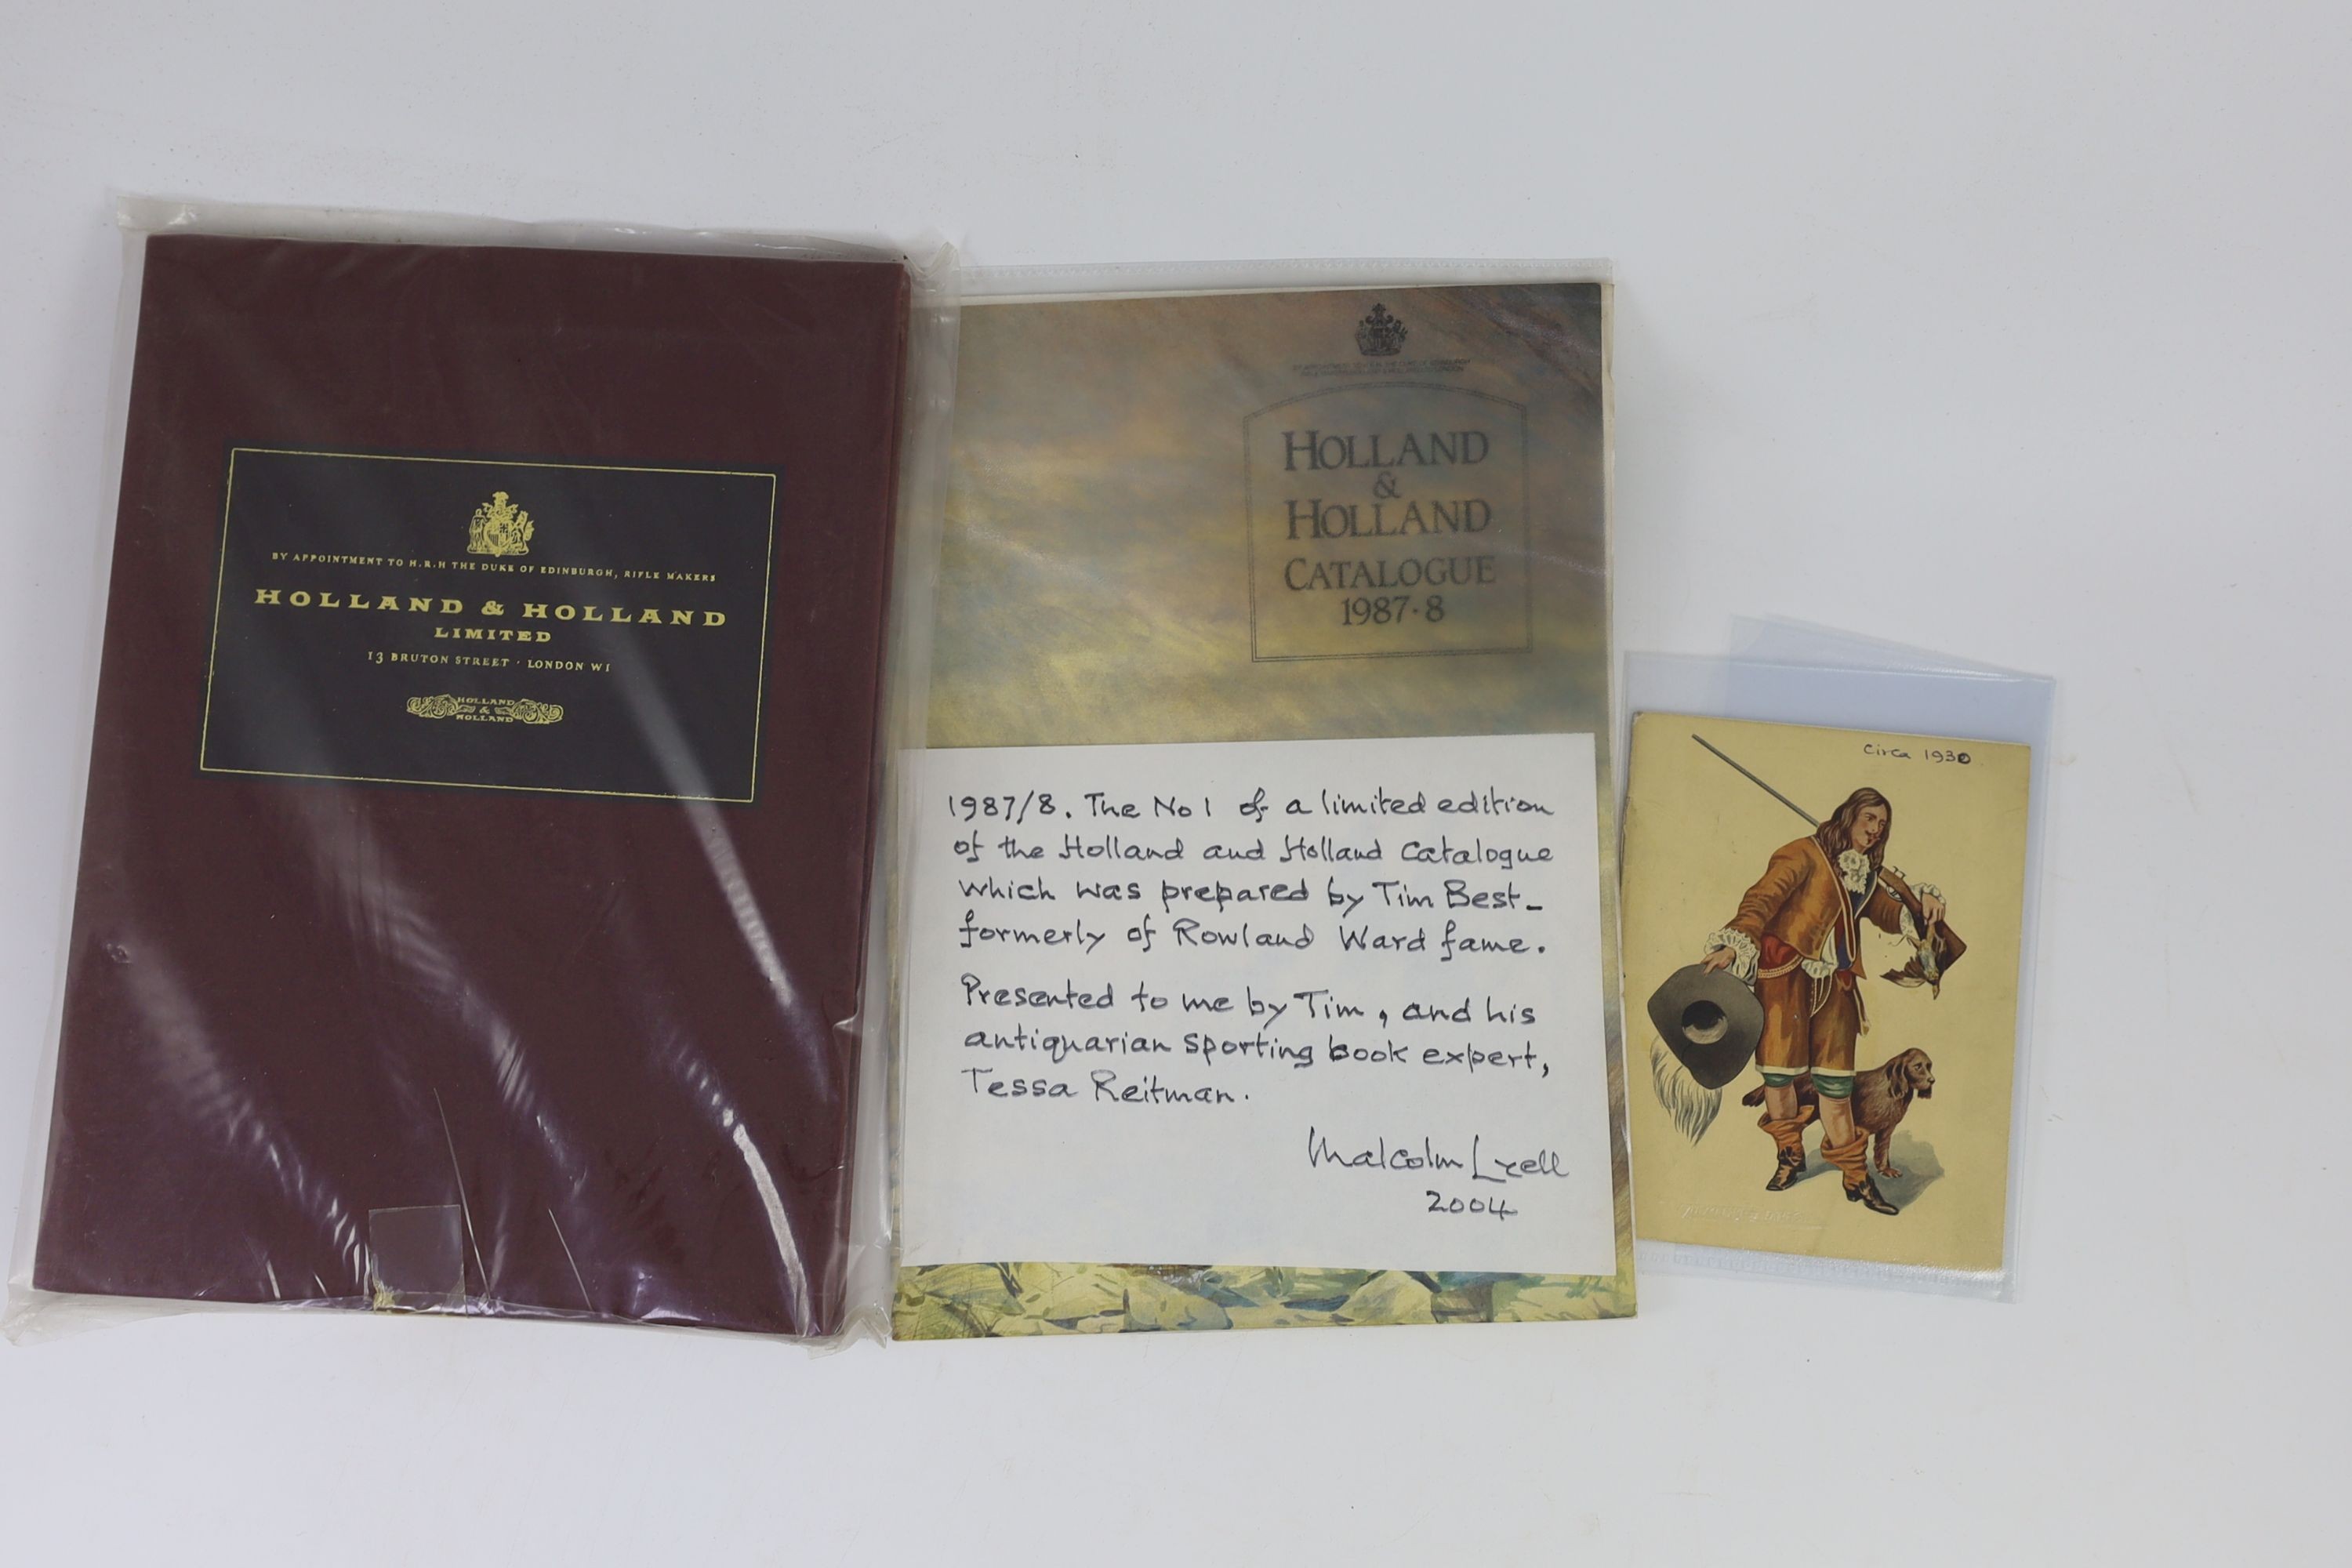 BY APPOINTMENT TO H.R.H THE DUKE OF EDINBURGH, RIFLE MAKERS
HOLLAND & HOLLAND
LIMITED
13 BRUTON STREET · LONDON W1
HOLLAND
&
HOLLAND
HOLLAND
&
HOLLAND
CATALOGUE
1987·8
1987/8. The No 1 of a limited edition
of the Holland and Holland Catalogue
which was prepared by Tim Best-
formerly of Rowland Ward fame.
Presented to me by Tim, and his
antiquarian sporting book expert,
Tessa Reitman.
Malcolm Lyell
2004
Circa 1930